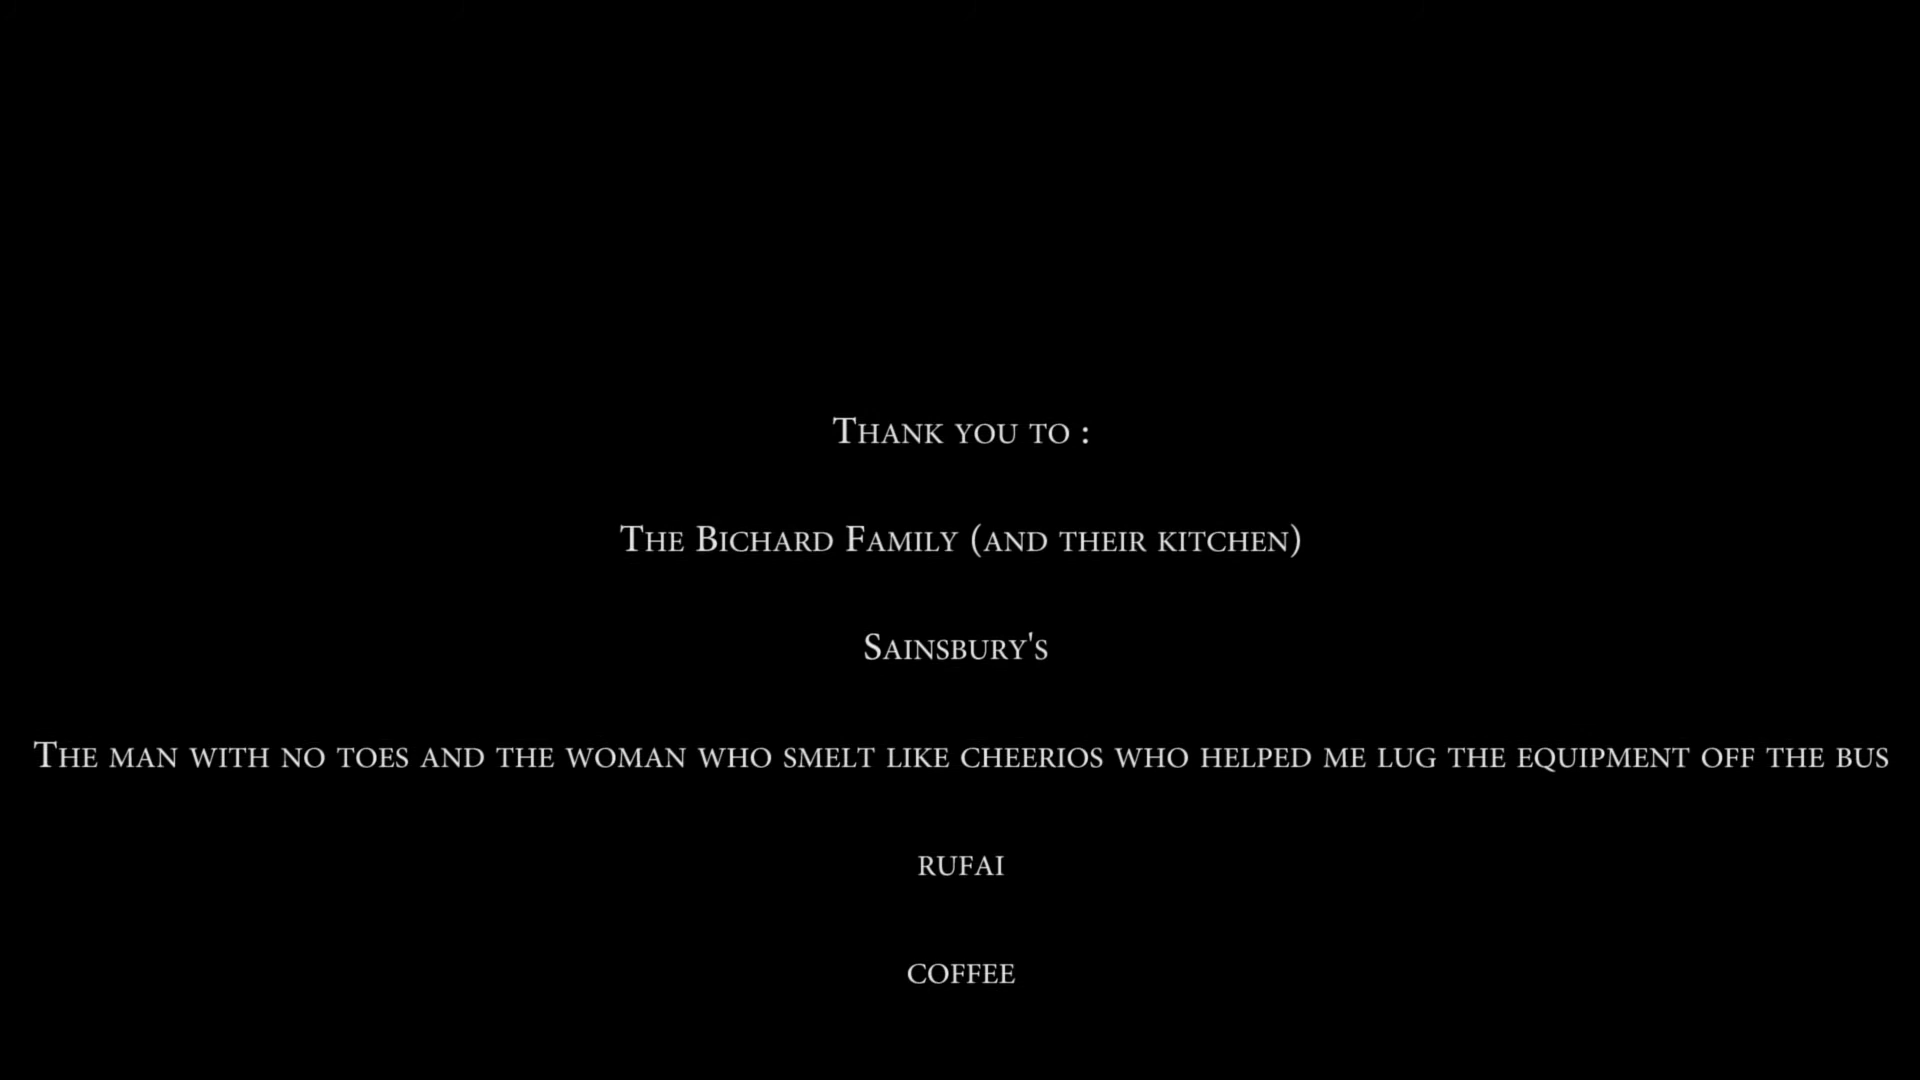 Thank you to :
The Bichard Family (and their kitchen)
Sainsbury's
The man with no toes and the woman who smelt like cheerios who helped me lug the equipment off the bus
rufai
coffee